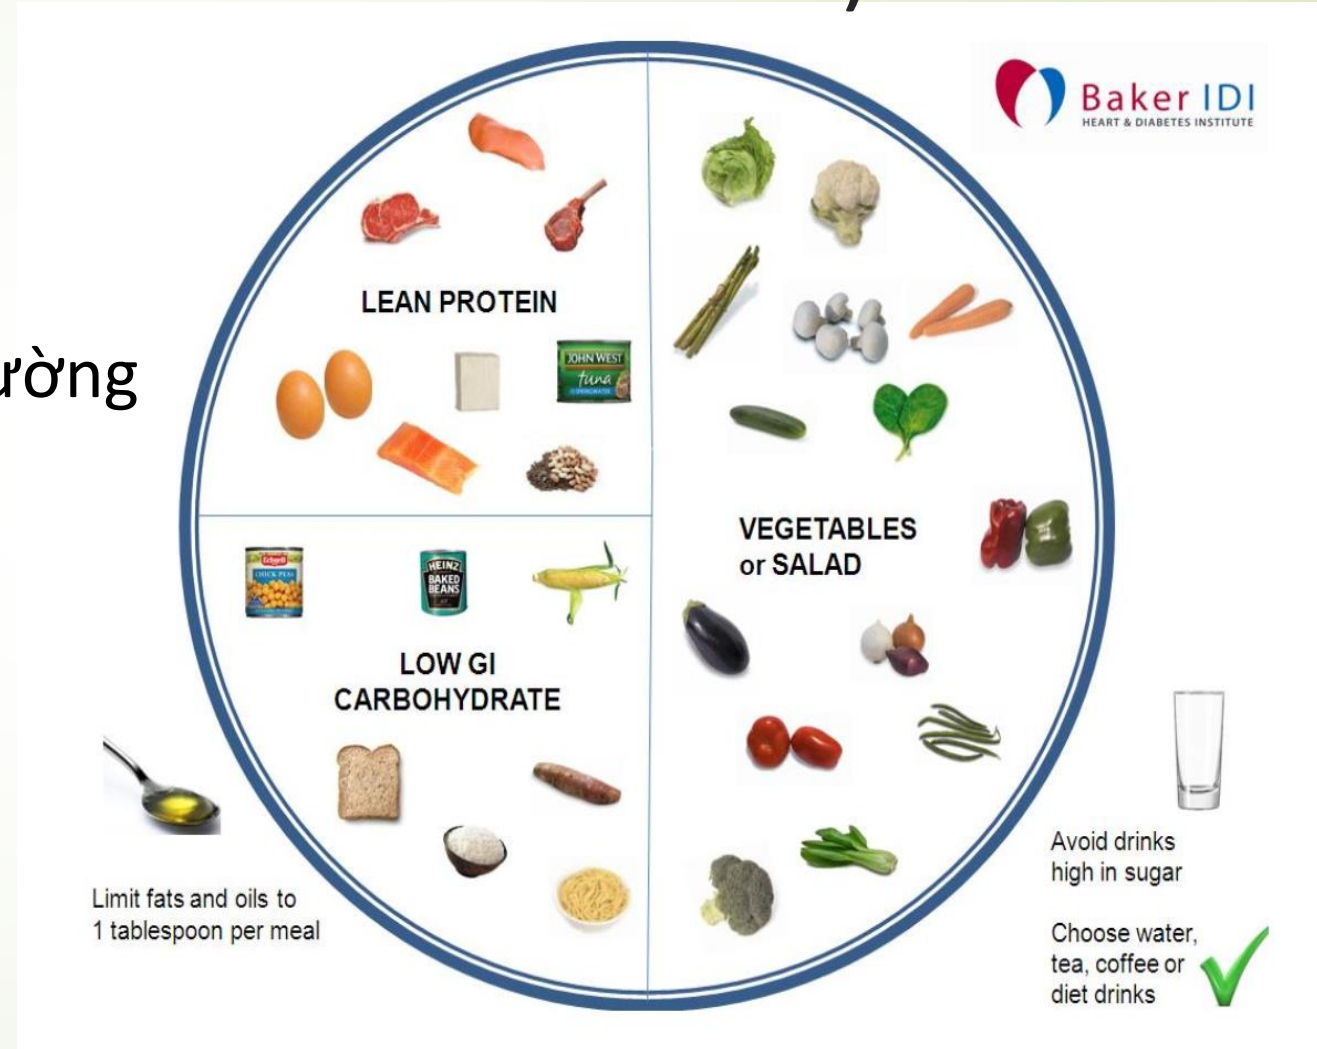 Baker IDI
HEART & DIABETES INSTITUTE
LEAN PROTEIN
ường
JOHN WEST
tuna
VEGETABLES
or SALAD
CHICK PEAS
HEINZ
BAKED
BEANS
LOW GI
CARBOHYDRATE
Limit fats and oils to
1 tablespoon per meal
Avoid drinks
high in sugar
Choose water,
tea, coffee or
diet drinks